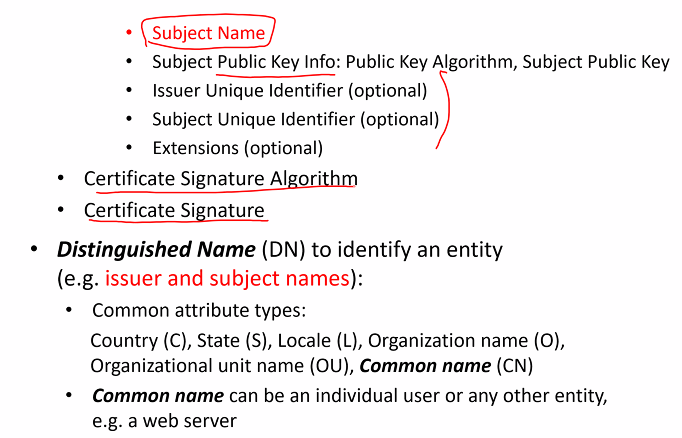 • Subject Name
• Subject Public Key Info: Public Key Algorithm, Subject Public Key
• Issuer Unique Identifier (optional)
• Subject Unique Identifier (optional)
• Extensions (optional)
• Certificate Signature Algorithm
• Certificate Signature
• Distinguished Name (DN) to identify an entity
(e.g. issuer and subject names):
• Common attribute types:
Country (C), State (S), Locale (L), Organization name (O),
Organizational unit name (OU), Common name (CN)
• Common name can be an individual user or any other entity,
e.g. a web server